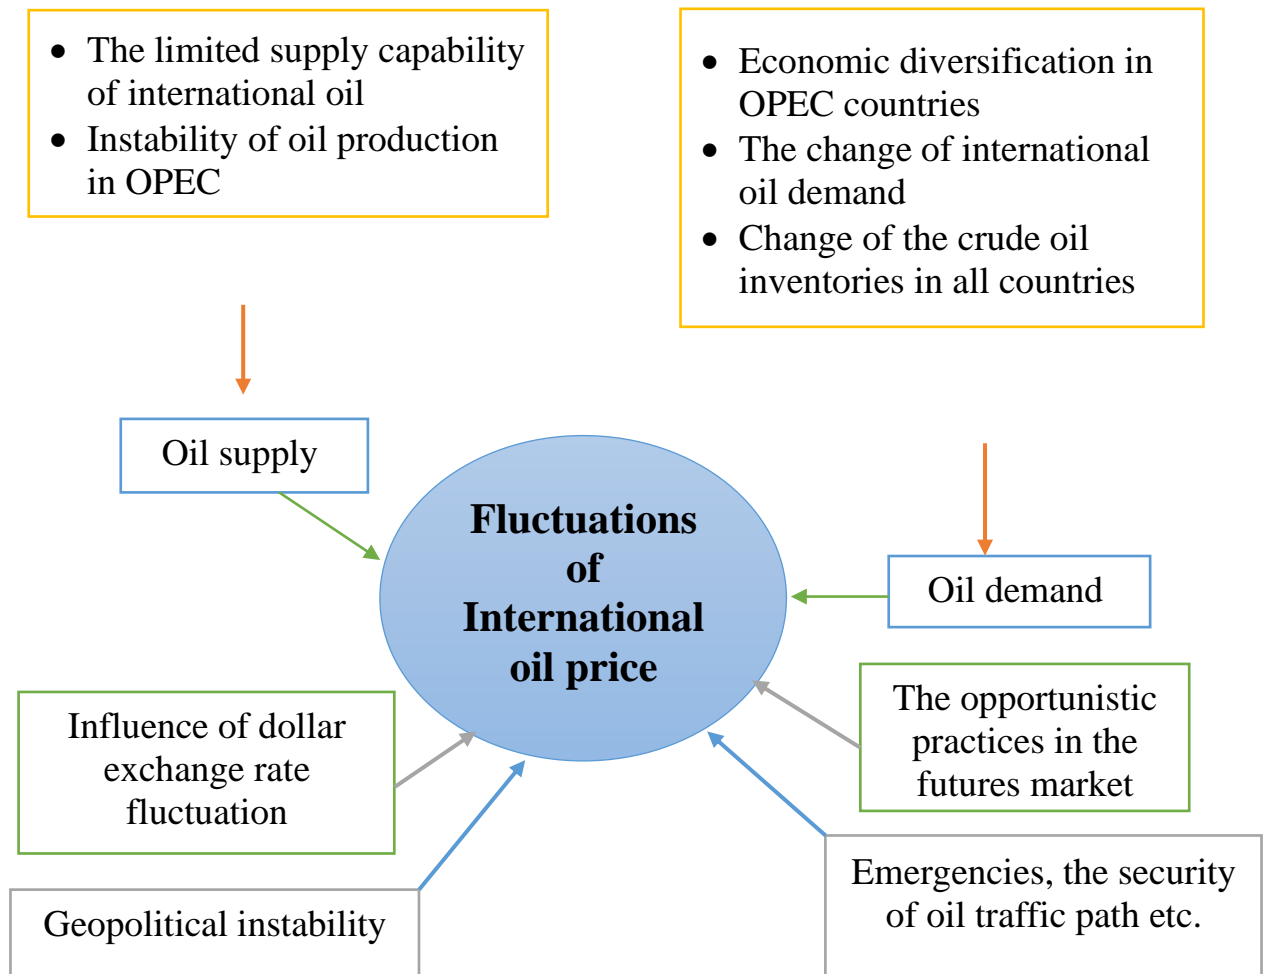 • The limited supply capability
of international oil
• Instability of oil production
in OPEC
• Economic diversification in
OPEC countries
• The change of international
oil demand
• Change of the crude oil
inventories in all countries
Oil supply
Fluctuations
of
International
oil price
Oil demand
Influence of dollar
exchange rate
fluctuation
The opportunistic
practices in the
futures market
Geopolitical instability
Emergencies, the security
of oil traffic path etc.